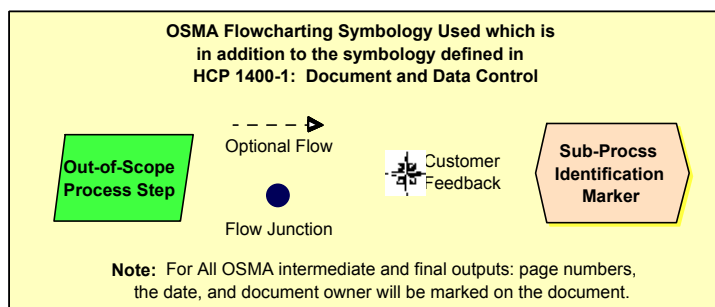 OSMA Flowcharting Symbology Used which is
in addition to the symbology defined in
HCP 1400-1: Document and Data Control
Out-of-Scope
Process Step
Optional Flow
Flow Junction
Customer
Feedback
Sub-Procss
Identification
Marker
Note: For All OSMA intermediate and final outputs: page numbers,
the date, and document owner will be marked on the document.